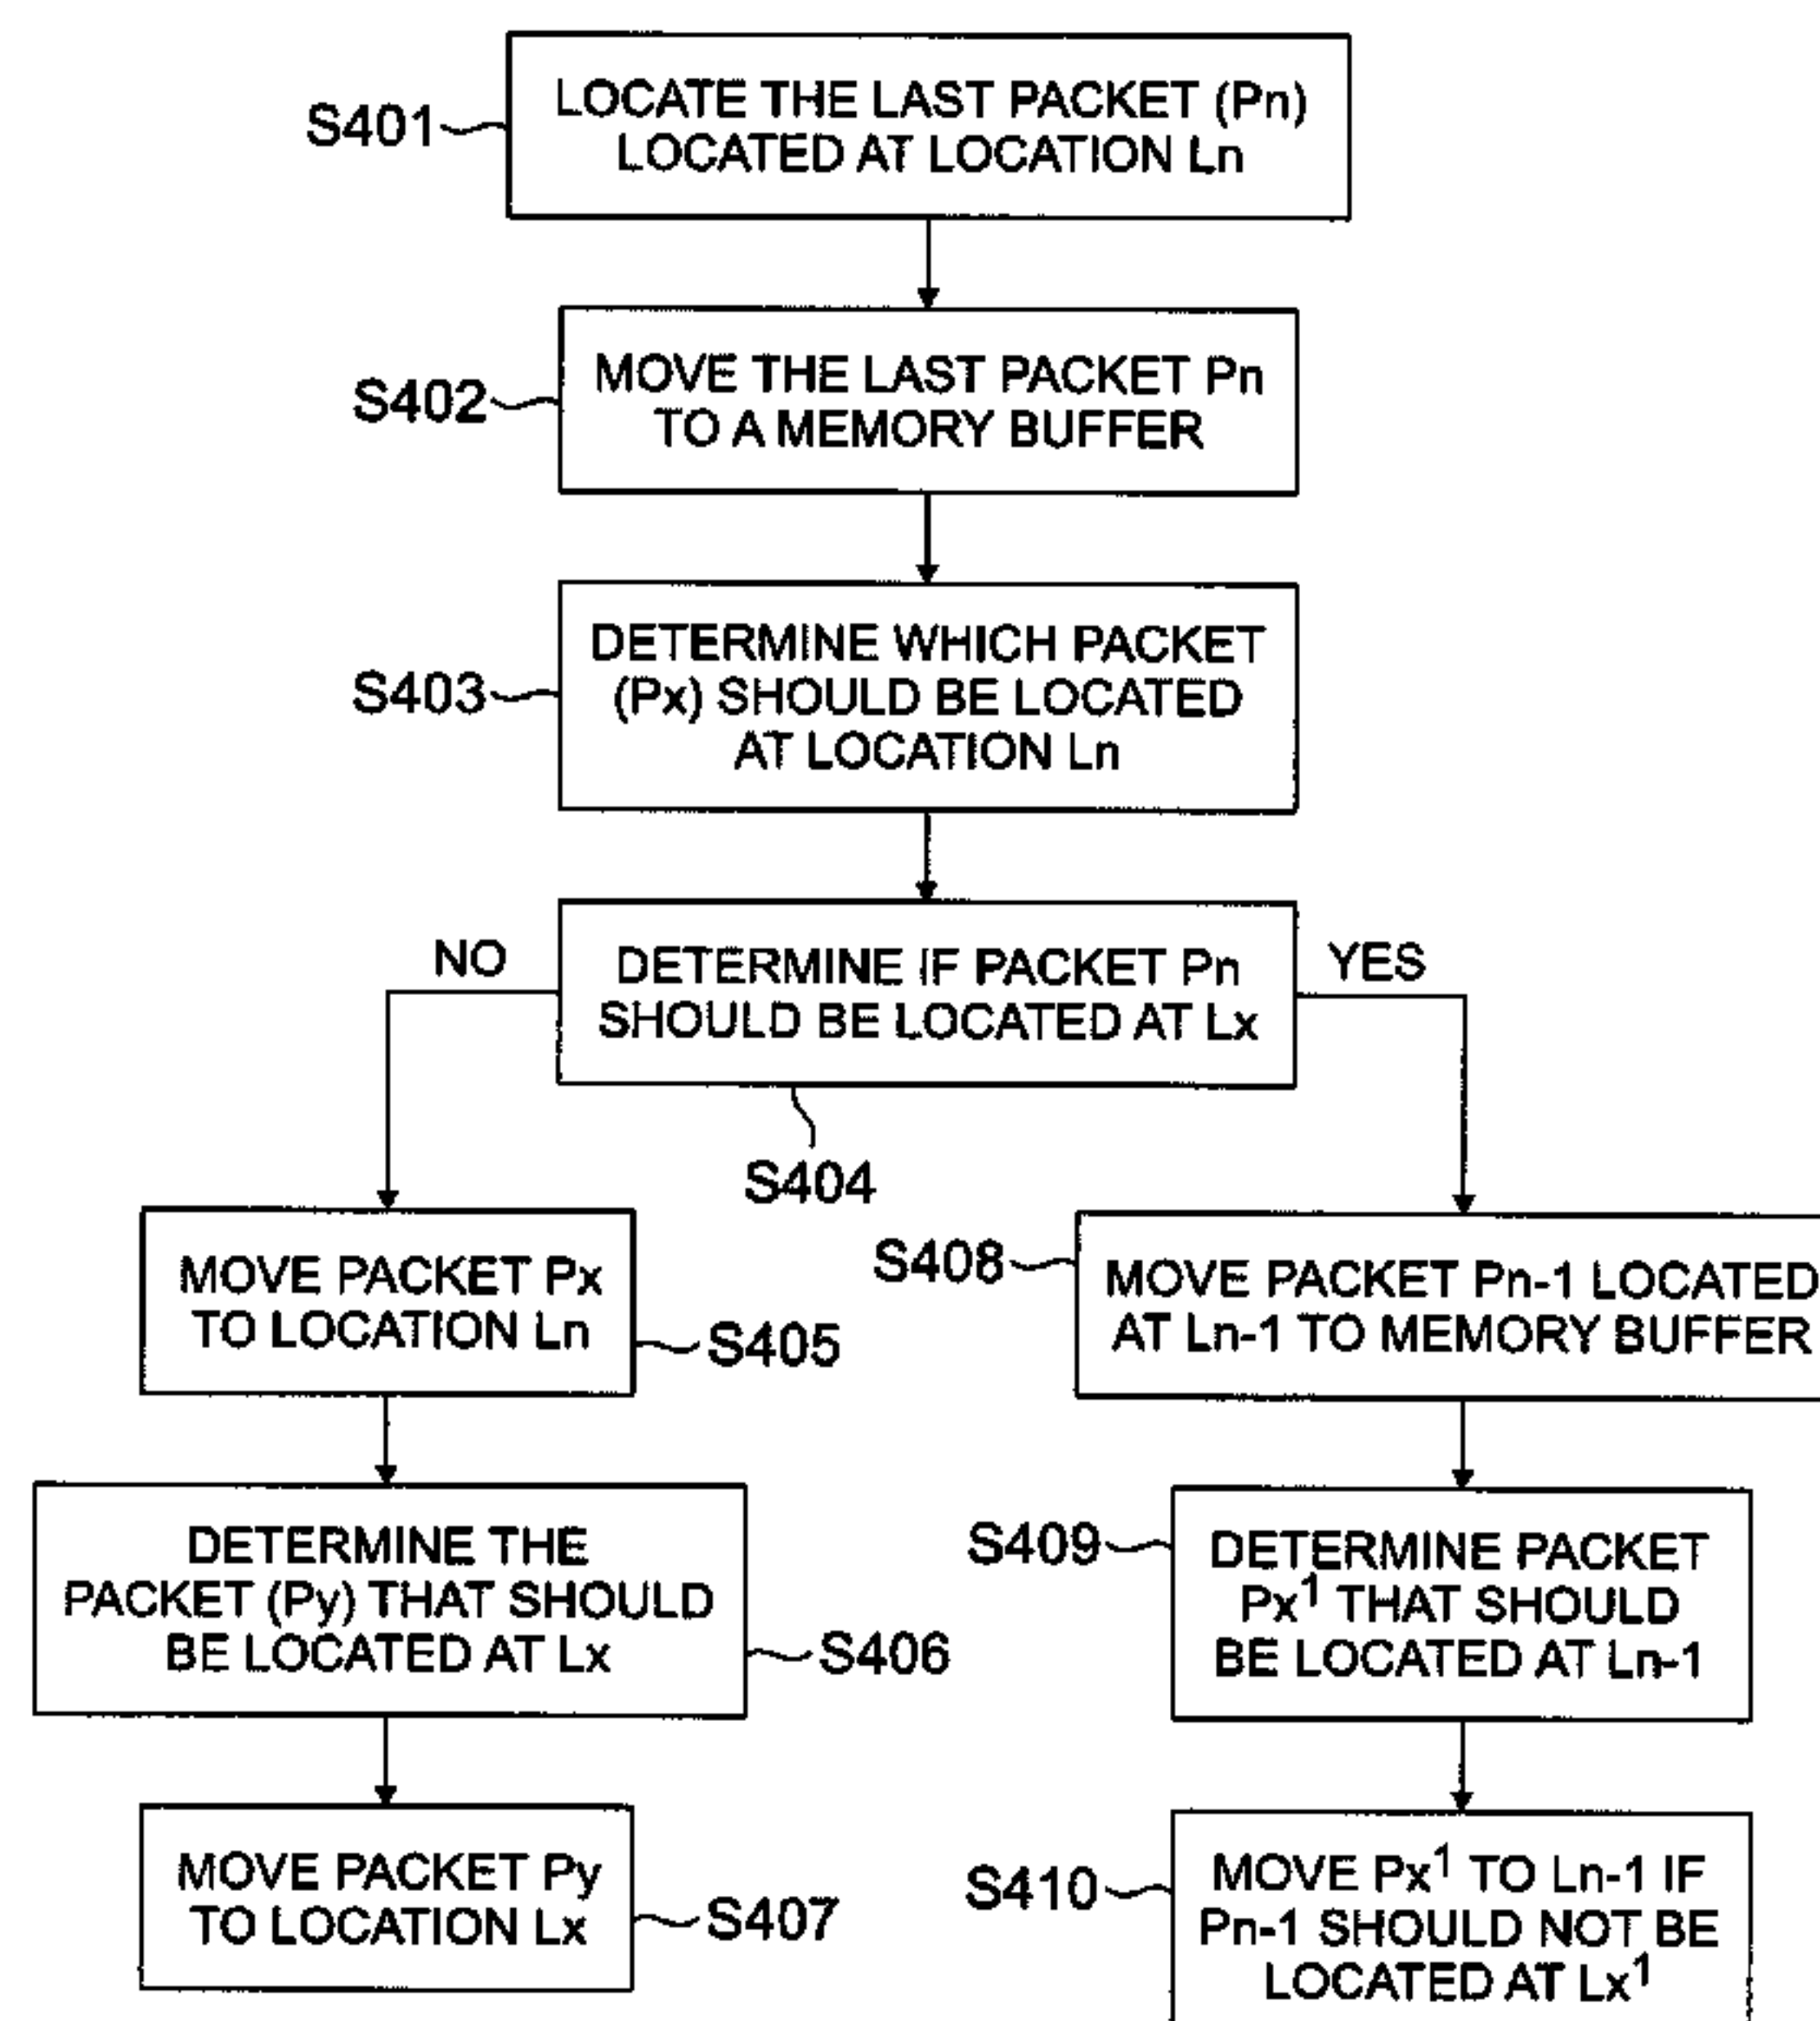 S401
LOCATE THE LAST PACKET (Pn)
LOCATED AT LOCATION Ln
S402
MOVE THE LAST PACKET Pn
TO A MEMORY BUFFER
S403
DETERMINE WHICH PACKET
(Px) SHOULD BE LOCATED
AT LOCATION Ln
NO
DETERMINE IF PACKET Pn
SHOULD BE LOCATED AT Lx
YES
S404
MOVE PACKET Px
TO LOCATION Ln
S405
DETERMINE THE
PACKET (Py) THAT SHOULD
BE LOCATED AT Lx
S406
MOVE PACKET Py
TO LOCATION Lx
S407
S408
MOVE PACKET Pn-1 LOCATED
AT Ln-1 TO MEMORY BUFFER
S409
DETERMINE PACKET
Px¹ THAT SHOULD
BE LOCATED AT Ln-1
S410
MOVE Px¹ TO Ln-1 IF
Pn-1 SHOULD NOT BE
LOCATED AT Lx¹